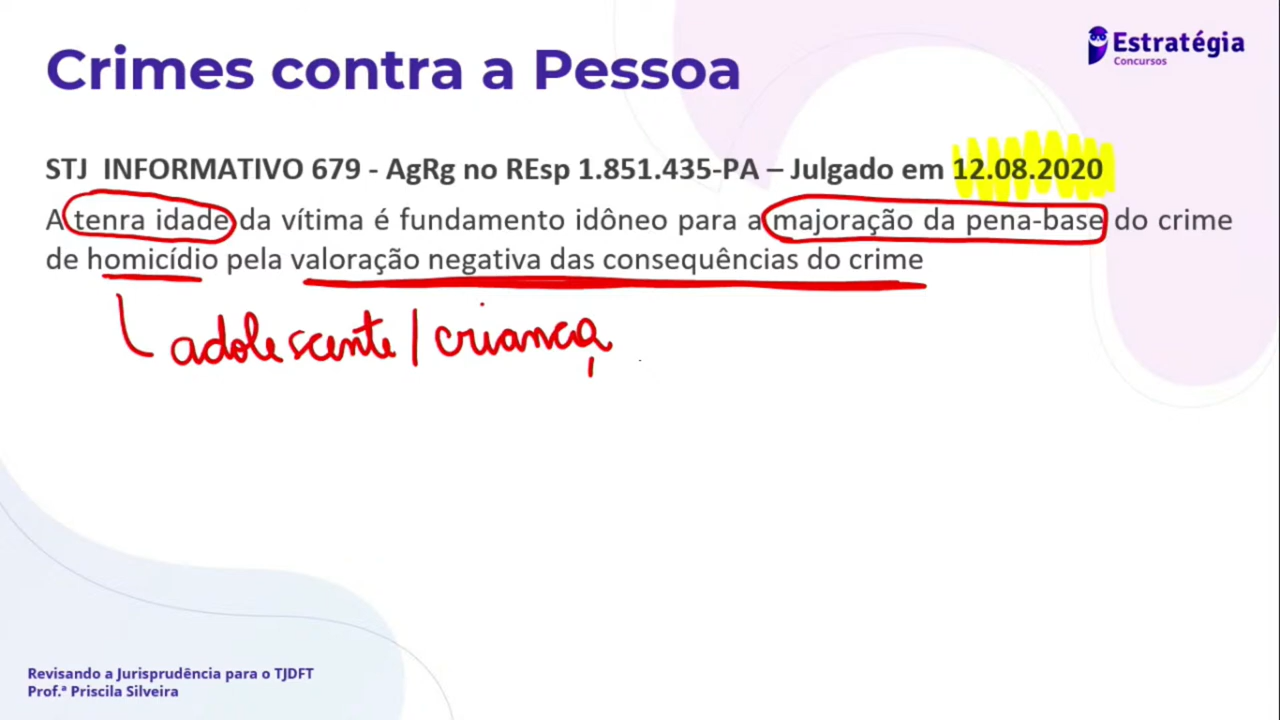 Crimes contra a Pessoa
Estratégia
Concursos
STJ INFORMATIVO 679 - AgRg no REsp 1.851.435-PA – Julgado em 12.08.2020
A tenra idade da vítima é fundamento idôneo para a majoração da pena-base do crime
de homicídio pela valoração negativa das consequências do crime
adolescente / criança
Revisando a Jurisprudência para o TJDFT
Prof.ª Priscila Silveira